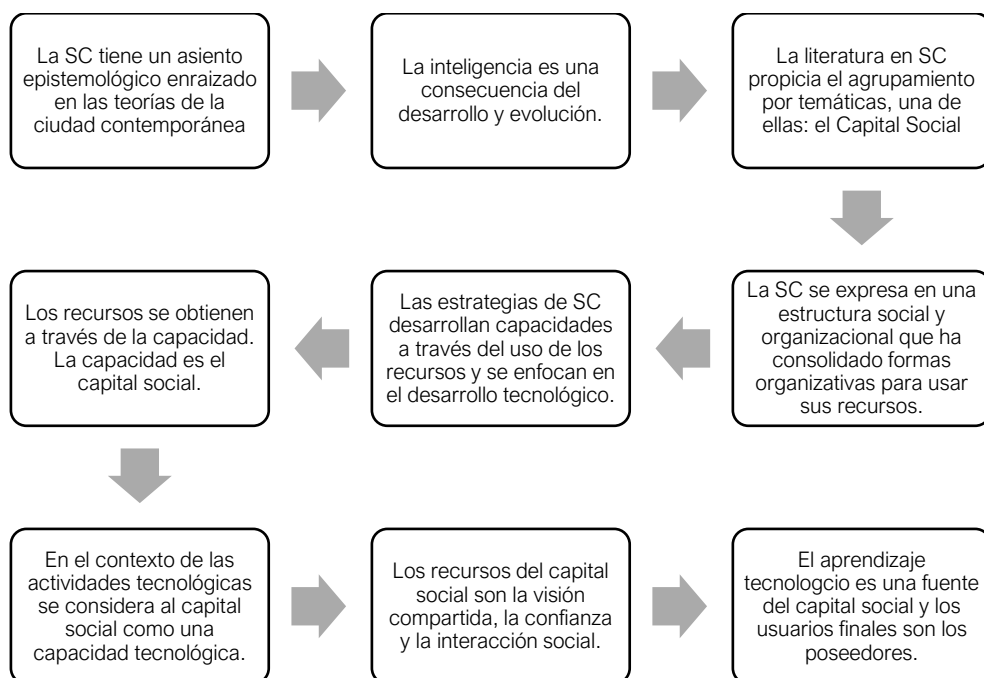 La SC tiene un asiento
epistemológico enraizado
en las teorías de la
ciudad contemporánea
La inteligencia es una
consecuencia del
desarrollo y evolución.
La literatura en SC
propicia el agrupamiento
por temáticas, una de
ellas: el Capital Social
La SC se expresa en una
estructura social y
organizacional que ha
consolidado formas
organizativas para usar
sus recursos.
Las estrategias de SC
desarrollan capacidades
a través del uso de los
recursos y se enfocan en
el desarrollo tecnológico.
Los recursos se obtienen
a través de la capacidad.
La capacidad es el
capital social.
En el contexto de las
actividades tecnológicas
se considera al capital
social como una
capacidad tecnológica.
Los recursos del capital
social son la visión
compartida, la confianza
y la interacción social.
El aprendizaje
tecnologcio es una fuente
del capital social y los
usuarios finales son los
poseedores.